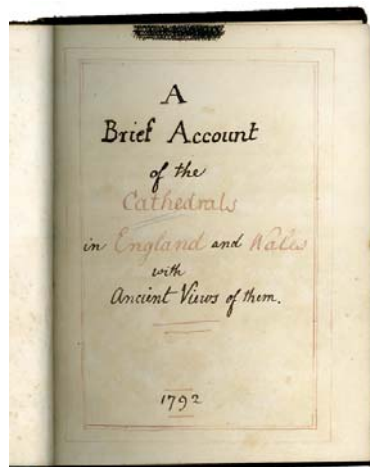 A
Brief Account
of the
Cathedrals
in England and Wales
with
Ancient Views of them.
1792